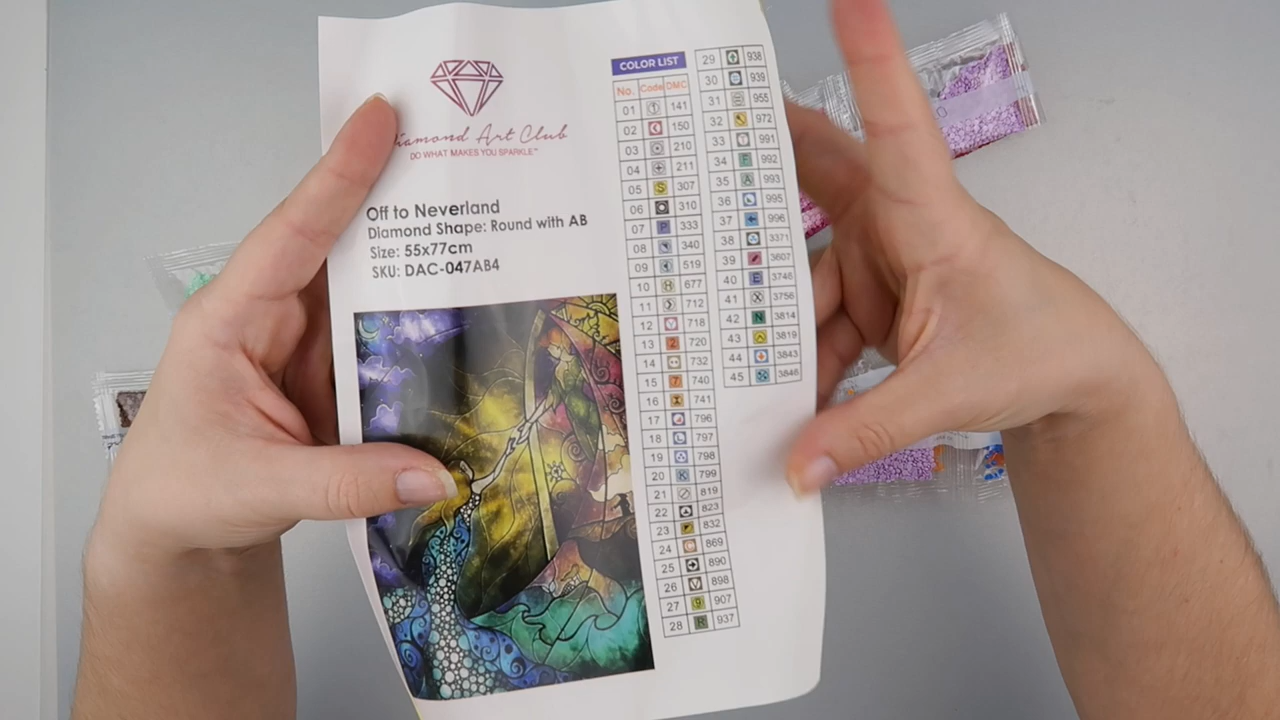 Diamond Art Club
DO WHAT MAKES YOU SPARKLE™
Off to Neverland
Diamond Shape: Round with AB
Size: 55x77cm
SKU: DAC-047AB4
COLOR LIST
No. Code DMC
01 141
02 150
03 210
04 211
05 S 307
06 310
07 P 333
08 340
09 519
10 H 677
11 712
12 718
13 2 720
14 732
15 7 740
16 741
17 796
18 797
19 798
20 K 799
21 819
22 823
23 832
24 869
25 890
26 V 898
27 9 907
28 R 937
29 938
30 939
31 955
32 972
33 991
34 F 992
35 A 993
36 995
37 996
38 3371
39 3607
40 E 3746
41 X 3756
42 N 3814
43 3819
44 3843
45 3846